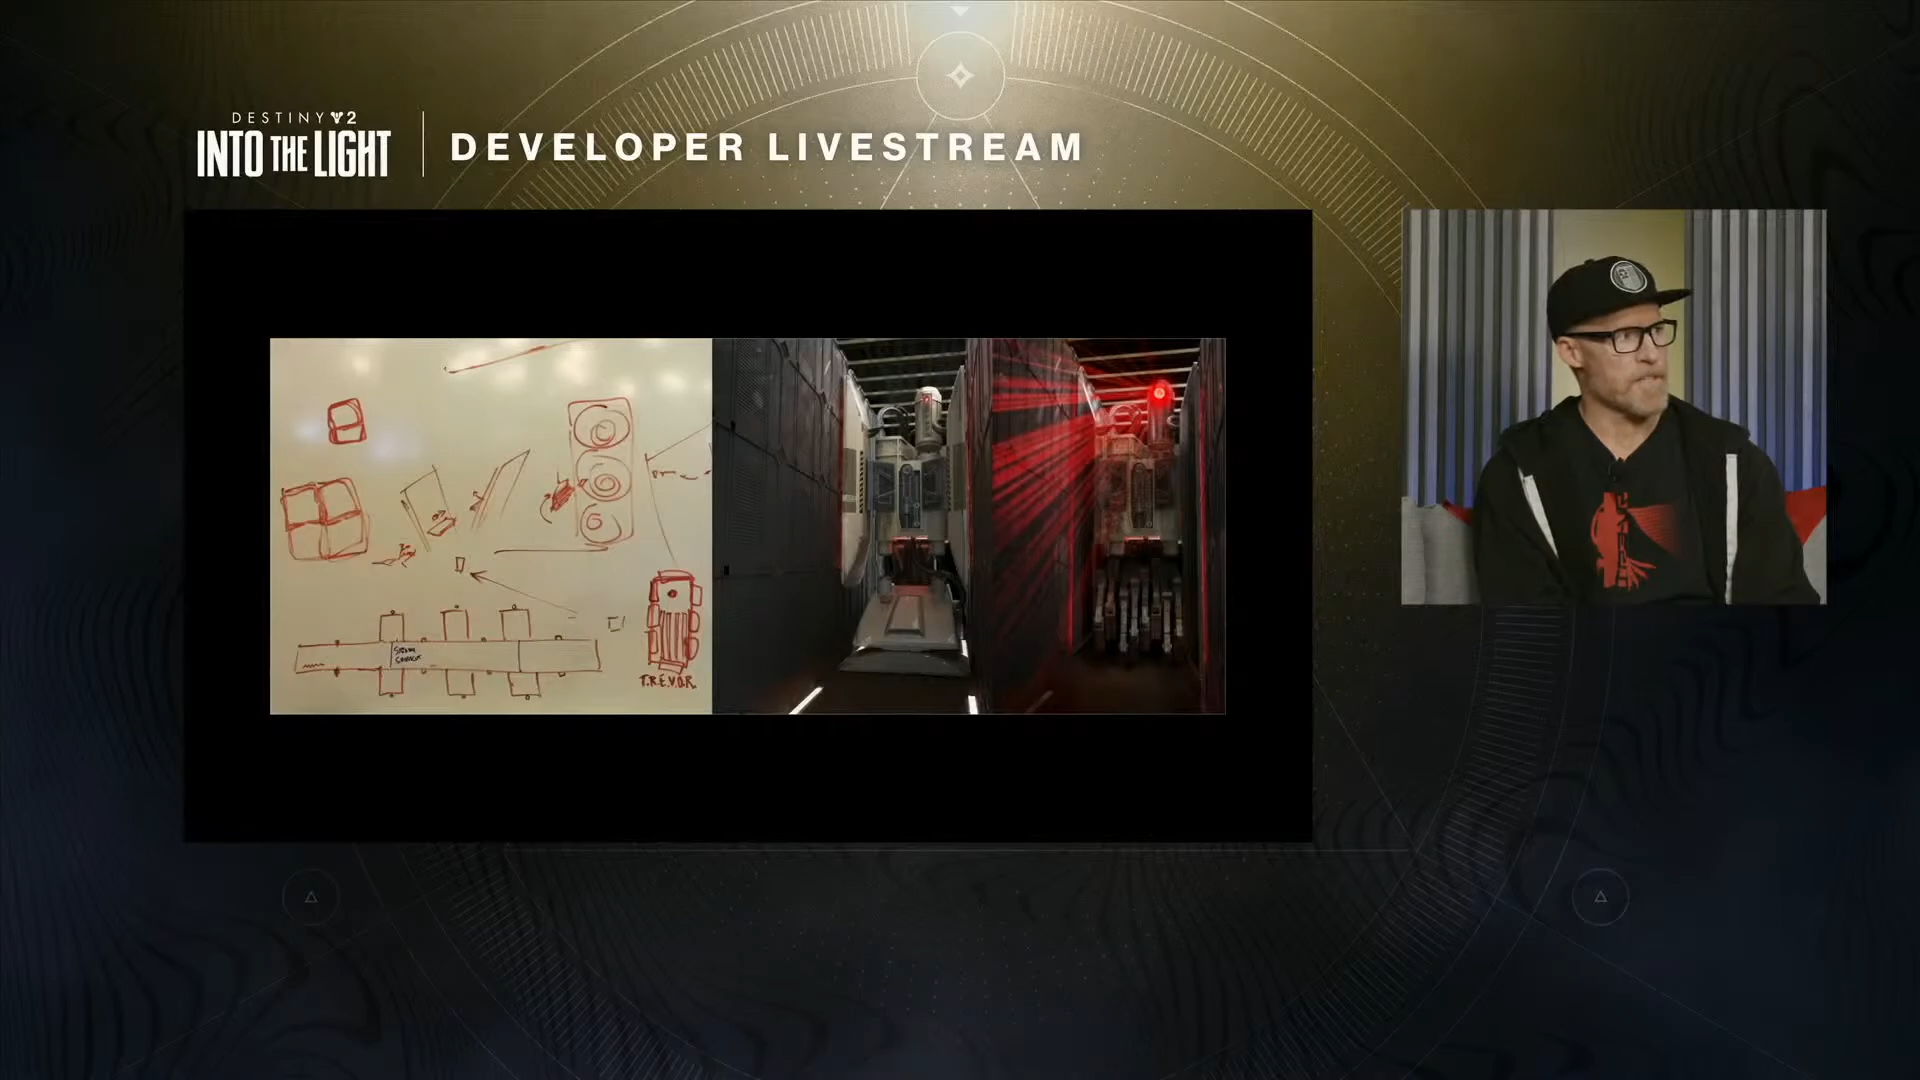 DESTINY 2
INTO THE LIGHT
DEVELOPER LIVESTREAM
T.R.E.V.O.R.